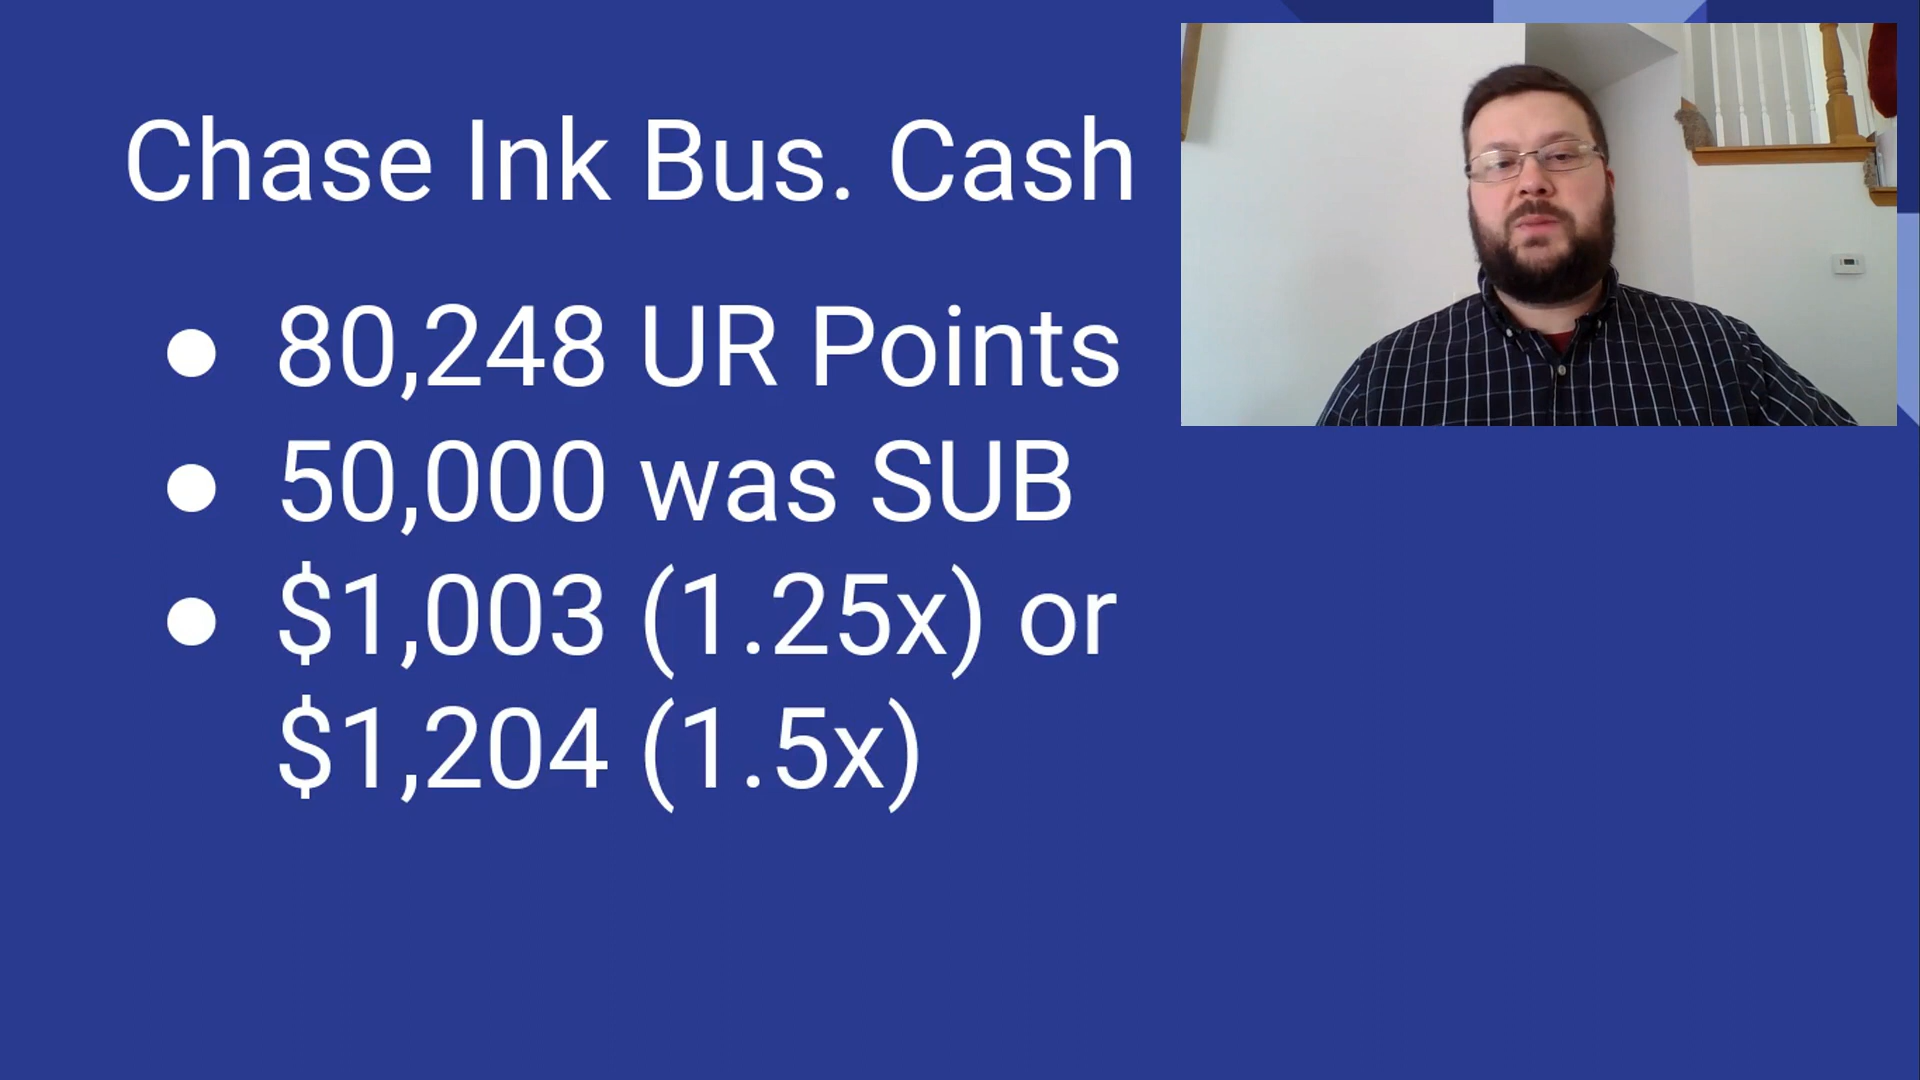 Chase Ink Bus. Cash
● 80,248 UR Points
● 50,000 was SUB
● $1,003 (1.25x) or
$1,204 (1.5x)